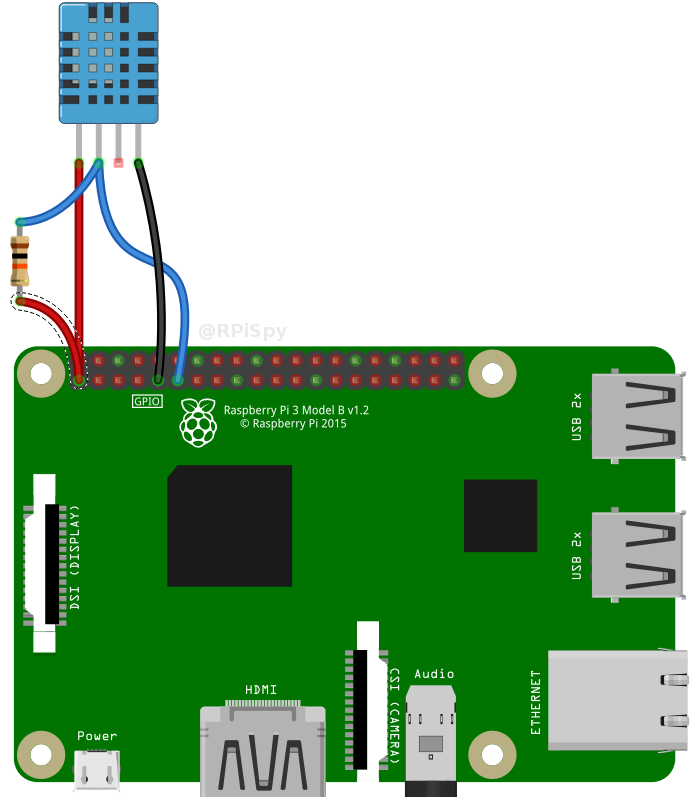 @RPiSpy
GPIO
Raspberry Pi 3 Model B v1.2
© Raspberry Pi 2015
USB 2x
DSI (DISPLAY)
USB 2x
HDMI
CSI (CAMERA)
Audio
ETHERNET
Power